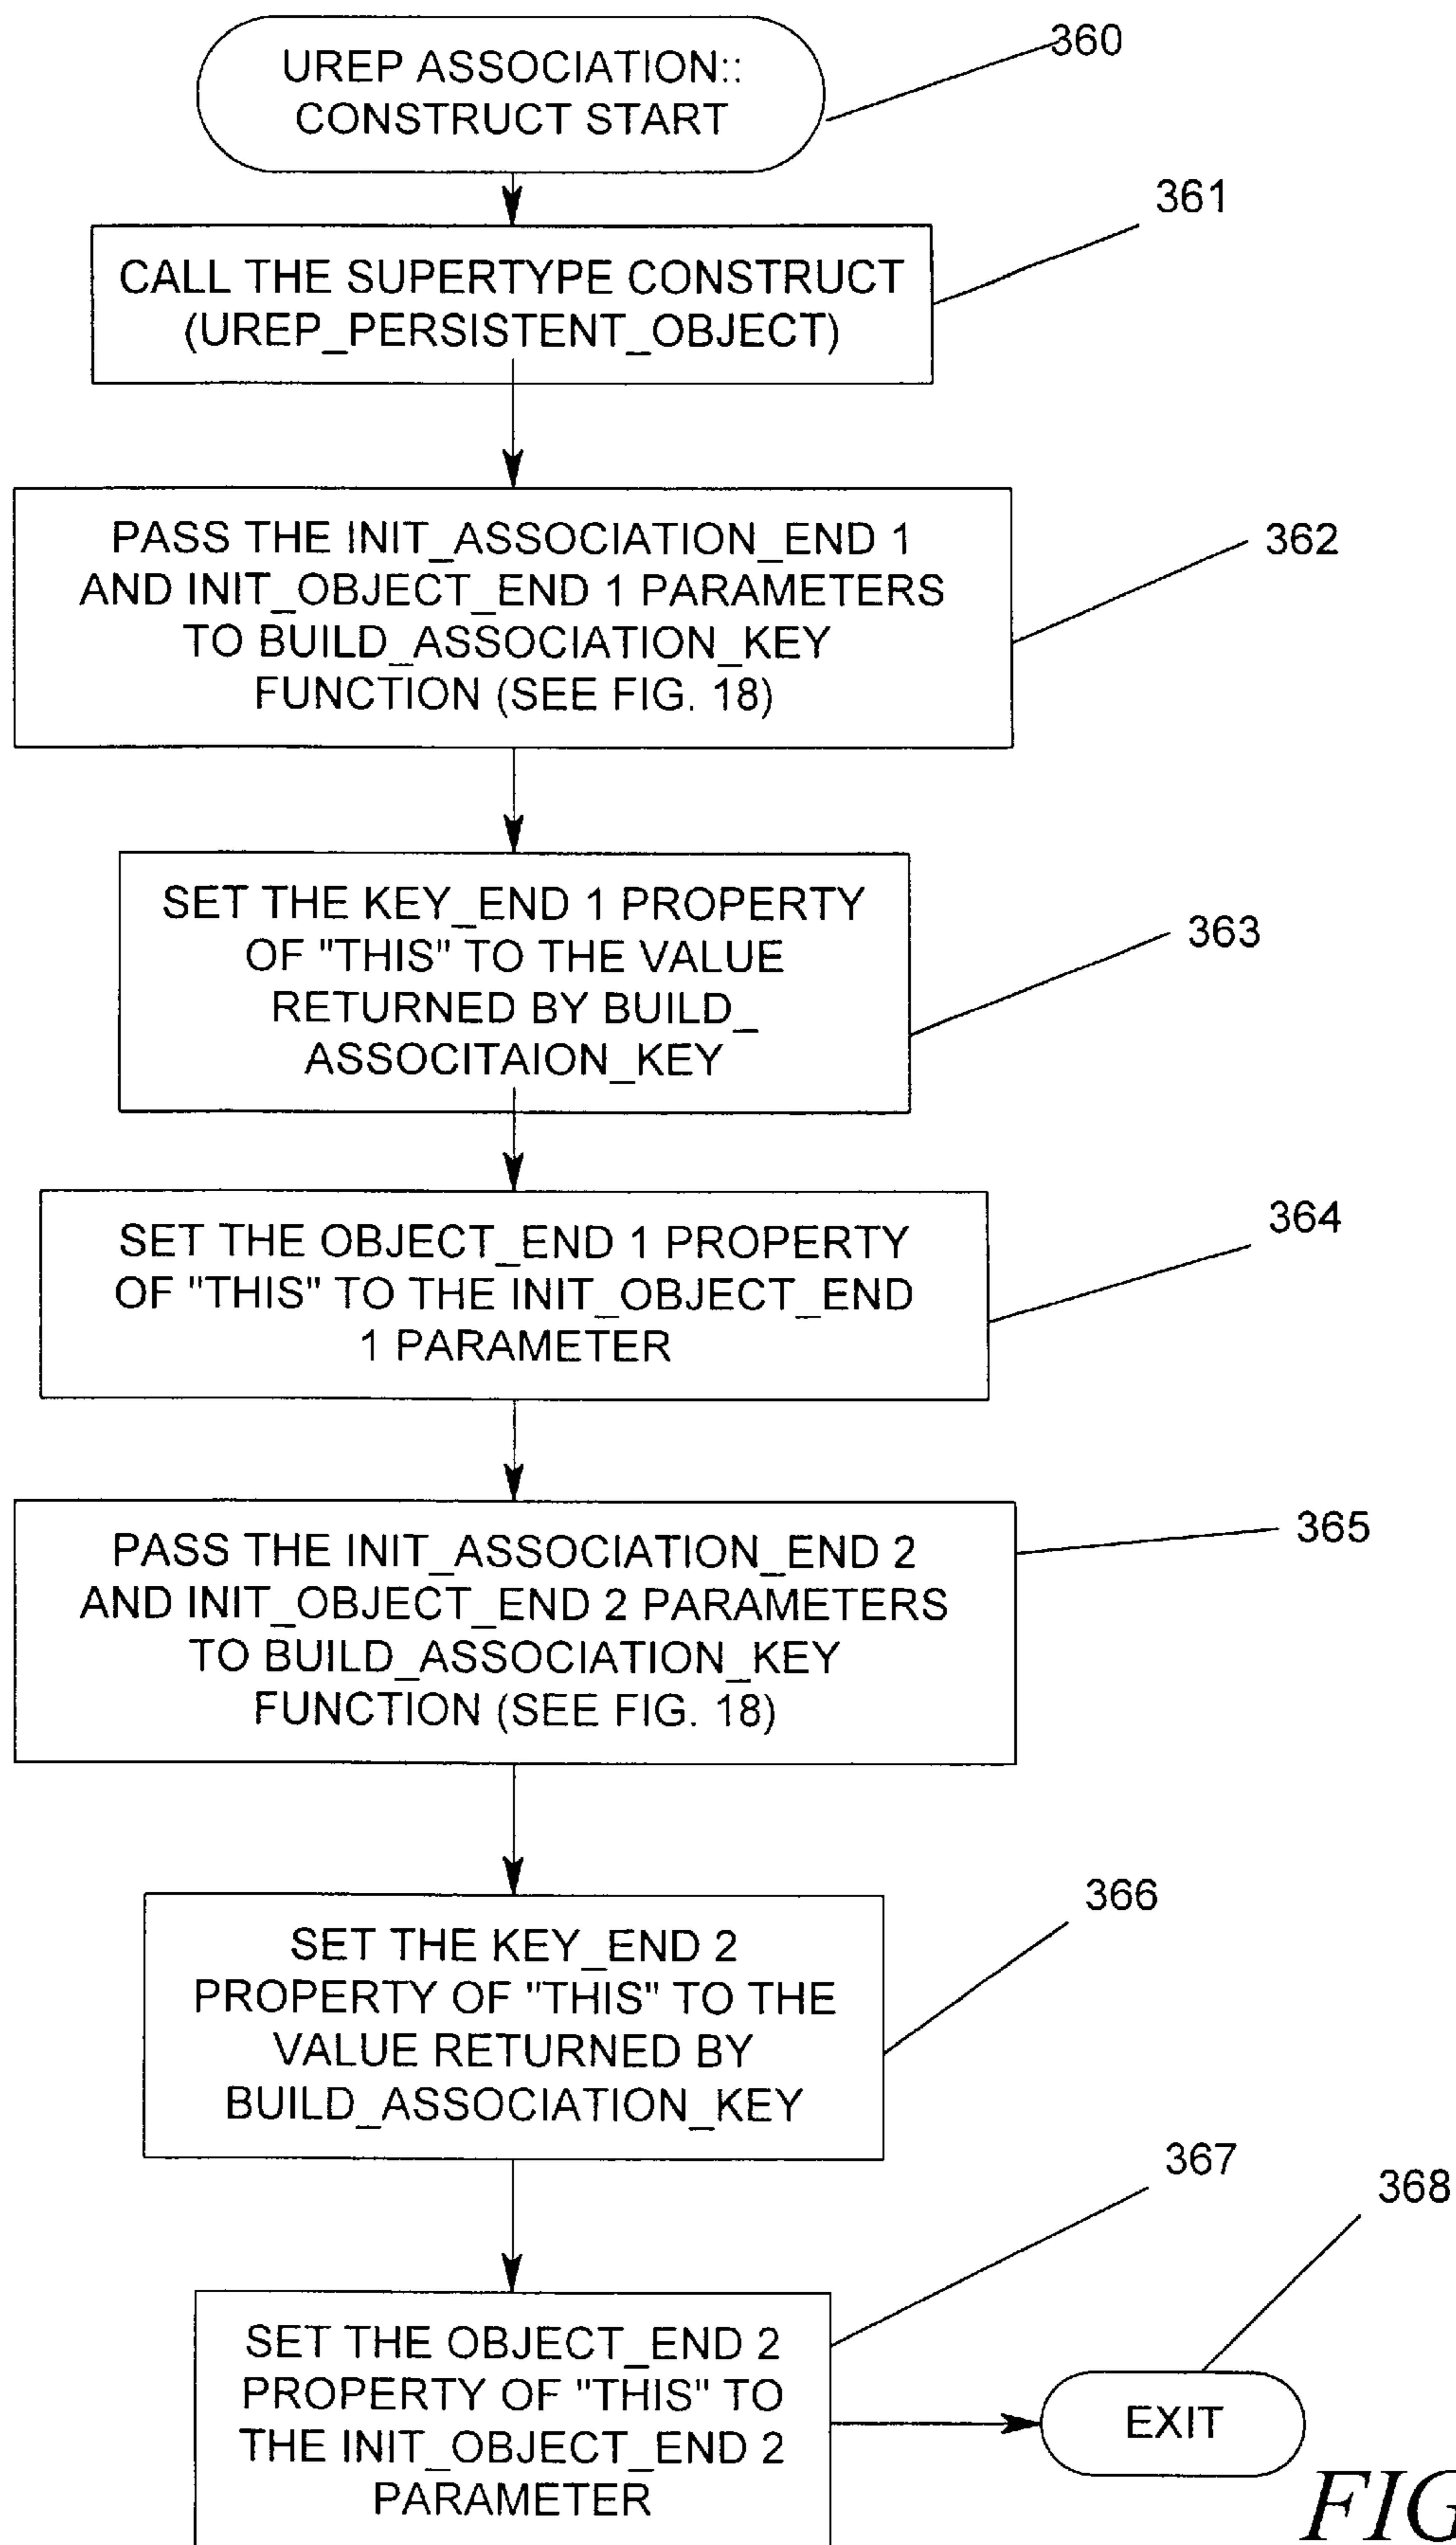 UREP ASSOCIATION::
CONSTRUCT START
360
361
CALL THE SUPERTYPE CONSTRUCT
(UREP_PERSISTENT_OBJECT)
362
PASS THE INIT_ASSOCIATION_END 1
AND INIT_OBJECT_END 1 PARAMETERS
TO BUILD_ASSOCIATION_KEY
FUNCTION (SEE FIG. 18)
363
SET THE KEY_END 1 PROPERTY
OF "THIS" TO THE VALUE
RETURNED BY BUILD_
ASSOCITAION_KEY
364
SET THE OBJECT_END 1 PROPERTY
OF "THIS" TO THE INIT_OBJECT_END
1 PARAMETER
365
PASS THE INIT_ASSOCIATION_END 2
AND INIT_OBJECT_END 2 PARAMETERS
TO BUILD_ASSOCIATION_KEY
FUNCTION (SEE FIG. 18)
366
SET THE KEY_END 2
PROPERTY OF "THIS" TO THE
VALUE RETURNED BY
BUILD_ASSOCIATION_KEY
367
368
SET THE OBJECT_END 2
PROPERTY OF "THIS" TO
THE INIT_OBJECT_END 2
PARAMETER
EXIT
FIG